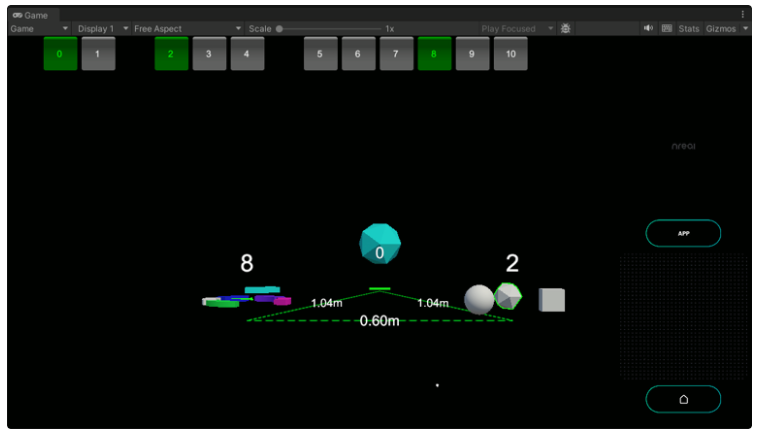 Game
Game Display 1 Free Aspect Scale 1x Play Focused Stats Gizmos
0 1 2 3 4 5 6 7 8 9 10
nreal
APP
0
8 2
1.04m 1.04m
0.60m